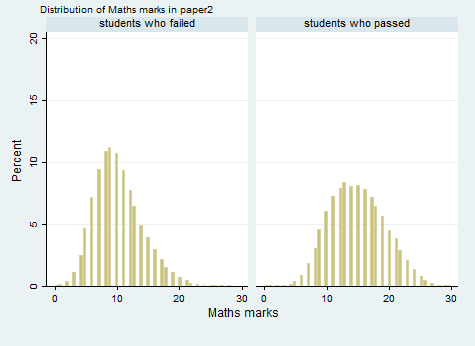 Distribution of Maths marks in paper2
students who failed
students who passed
Percent
20
15
10
5
0
0 10 20 30
0 10 20 30
Maths marks